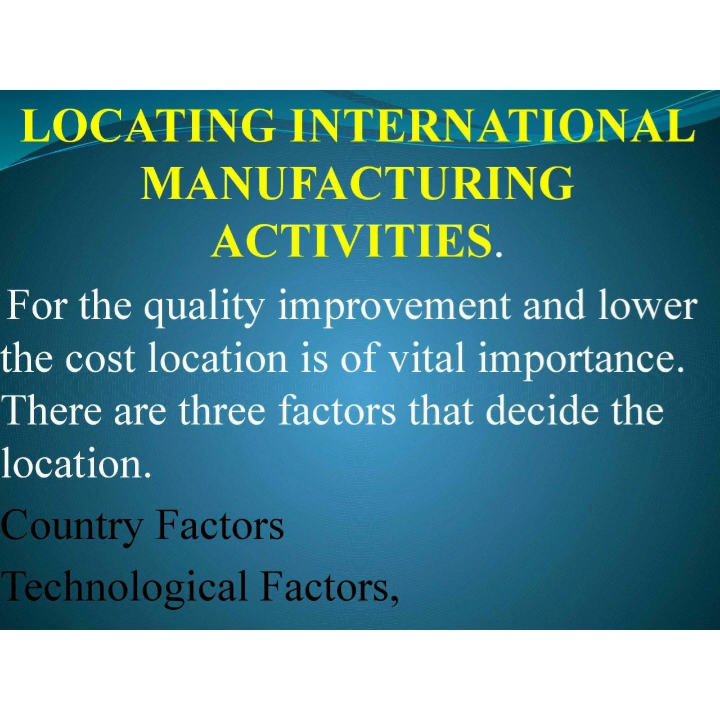 LOCATING INTERNATIONAL
MANUFACTURING
ACTIVITIES.
For the quality improvement and lower
the cost location is of vital importance.
There are three factors that decide the
location.
Country Factors
Technological Factors,